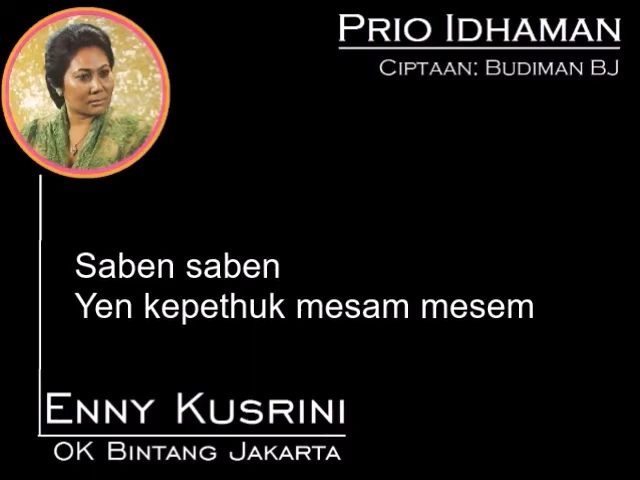 Prio Idhaman
Ciptaan: Budiman BJ
Saben saben
Yen kepethuk mesam mesem
Enny Kusrini
OK Bintang Jakarta